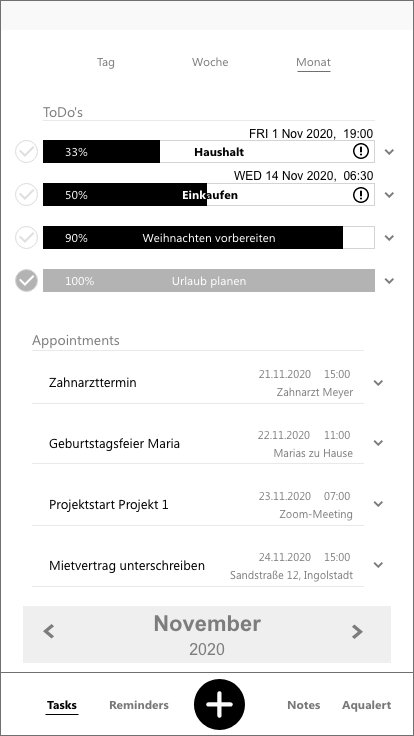 Tag Woche Monat
ToDo's
FRI 1 Nov 2020, 19:00
33% Haushalt
WED 14 Nov 2020, 06:30
50% Einkaufen
90% Weihnachten vorbereiten
100% Urlaub planen
Appointments
21.11.2020 15:00
Zahnarzttermin
Zahnarzt Meyer
22.11.2020 11:00
Geburtstagsfeier Maria
Marias zu Hause
23.11.2020 07:00
Projektstart Projekt 1
Zoom-Meeting
24.11.2020 15:00
Mietvertrag unterschreiben
Sandstraße 12, Ingolstadt
November
2020
Tasks Reminders Notes Aqualert